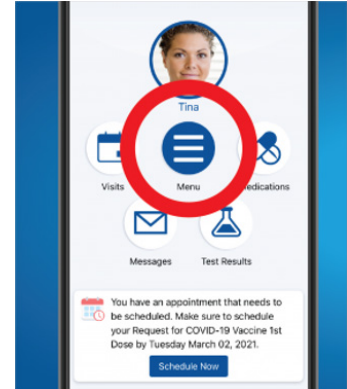 Tina
Visits
Menu
Medications
Messages
Test Results
You have an appointment that needs to
be scheduled. Make sure to schedule
your Request for COVID-19 Vaccine 1st
Dose by Tuesday March 02, 2021.
Schedule Now